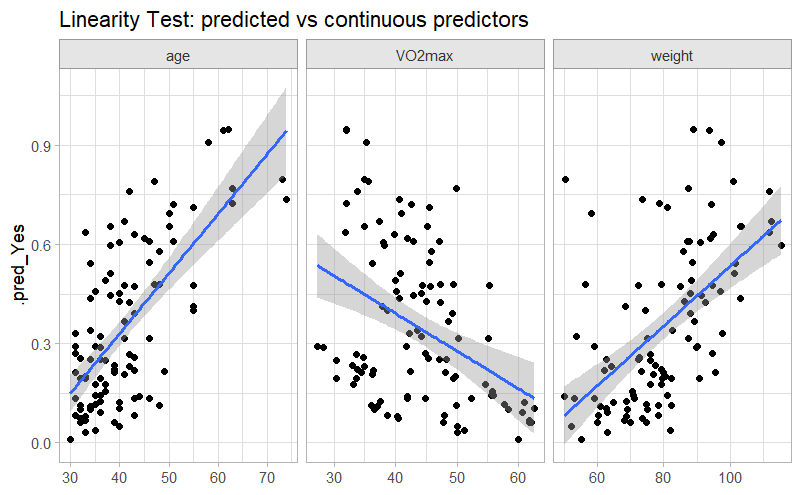 Linearity Test: predicted vs continuous predictors
age VO2max weight
.pred_Yes
0.9
0.6
0.3
0.0
30 40 50 60 70 30 40 50 60 60 80 100